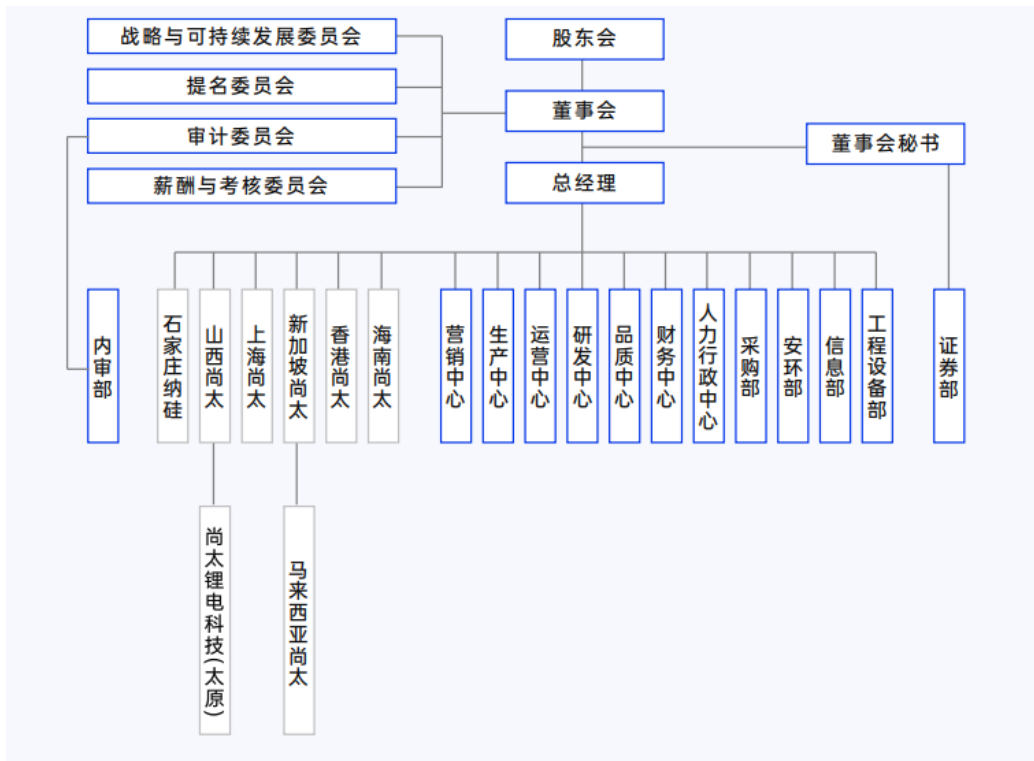 战略与可持续发展委员会
股东会
提名委员会
董事会
审计委员会
董事会秘书
薪酬与考核委员会
总经理
内审部
石家庄纳硅
山西尚太
上海尚太
新加坡尚太
香港尚太
海南尚太
营销中心
生产中心
运营中心
研发中心
品质中心
财务中心
人力行政中心
采购部
安环部
信息部
工程设备部
证券部
尚太锂电科技(太原)
马来西亚尚太